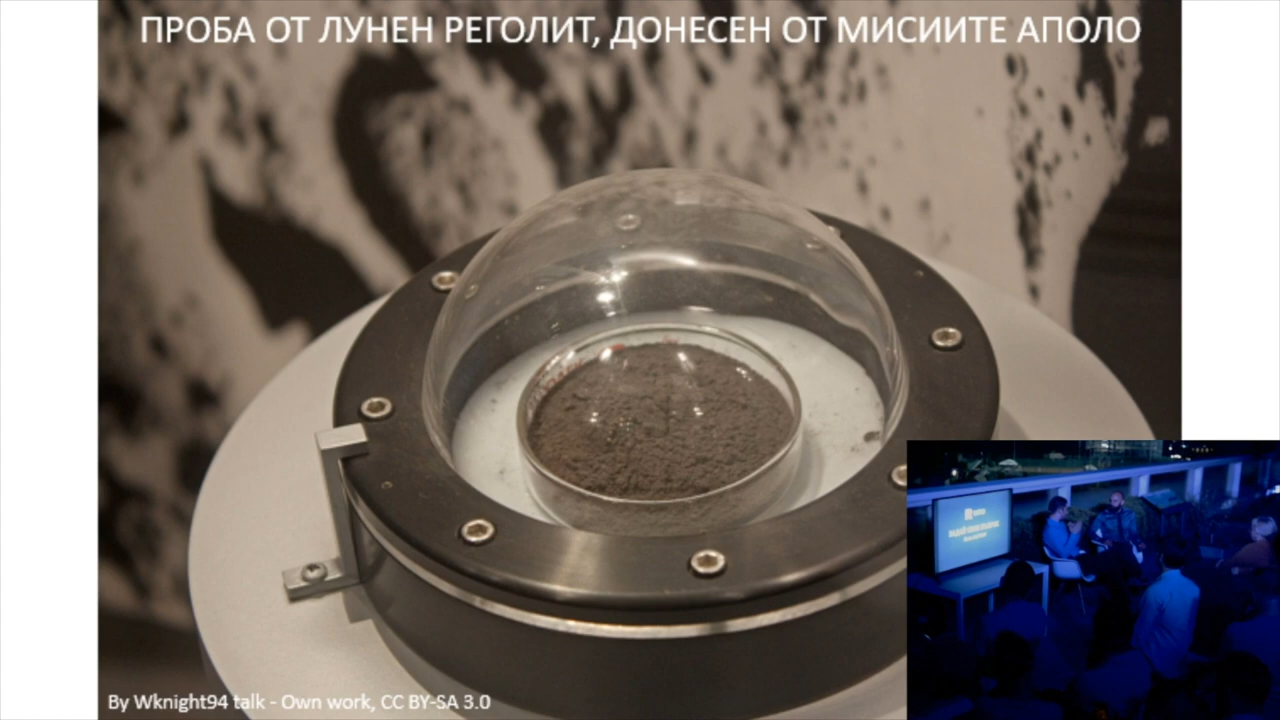 ПРОБА ОТ ЛУНЕН РЕГОЛИТ, ДОНЕСЕН ОТ МИСИИТЕ АПОЛО
By Wknight94 talk - Own work, CC BY-SA 3.0